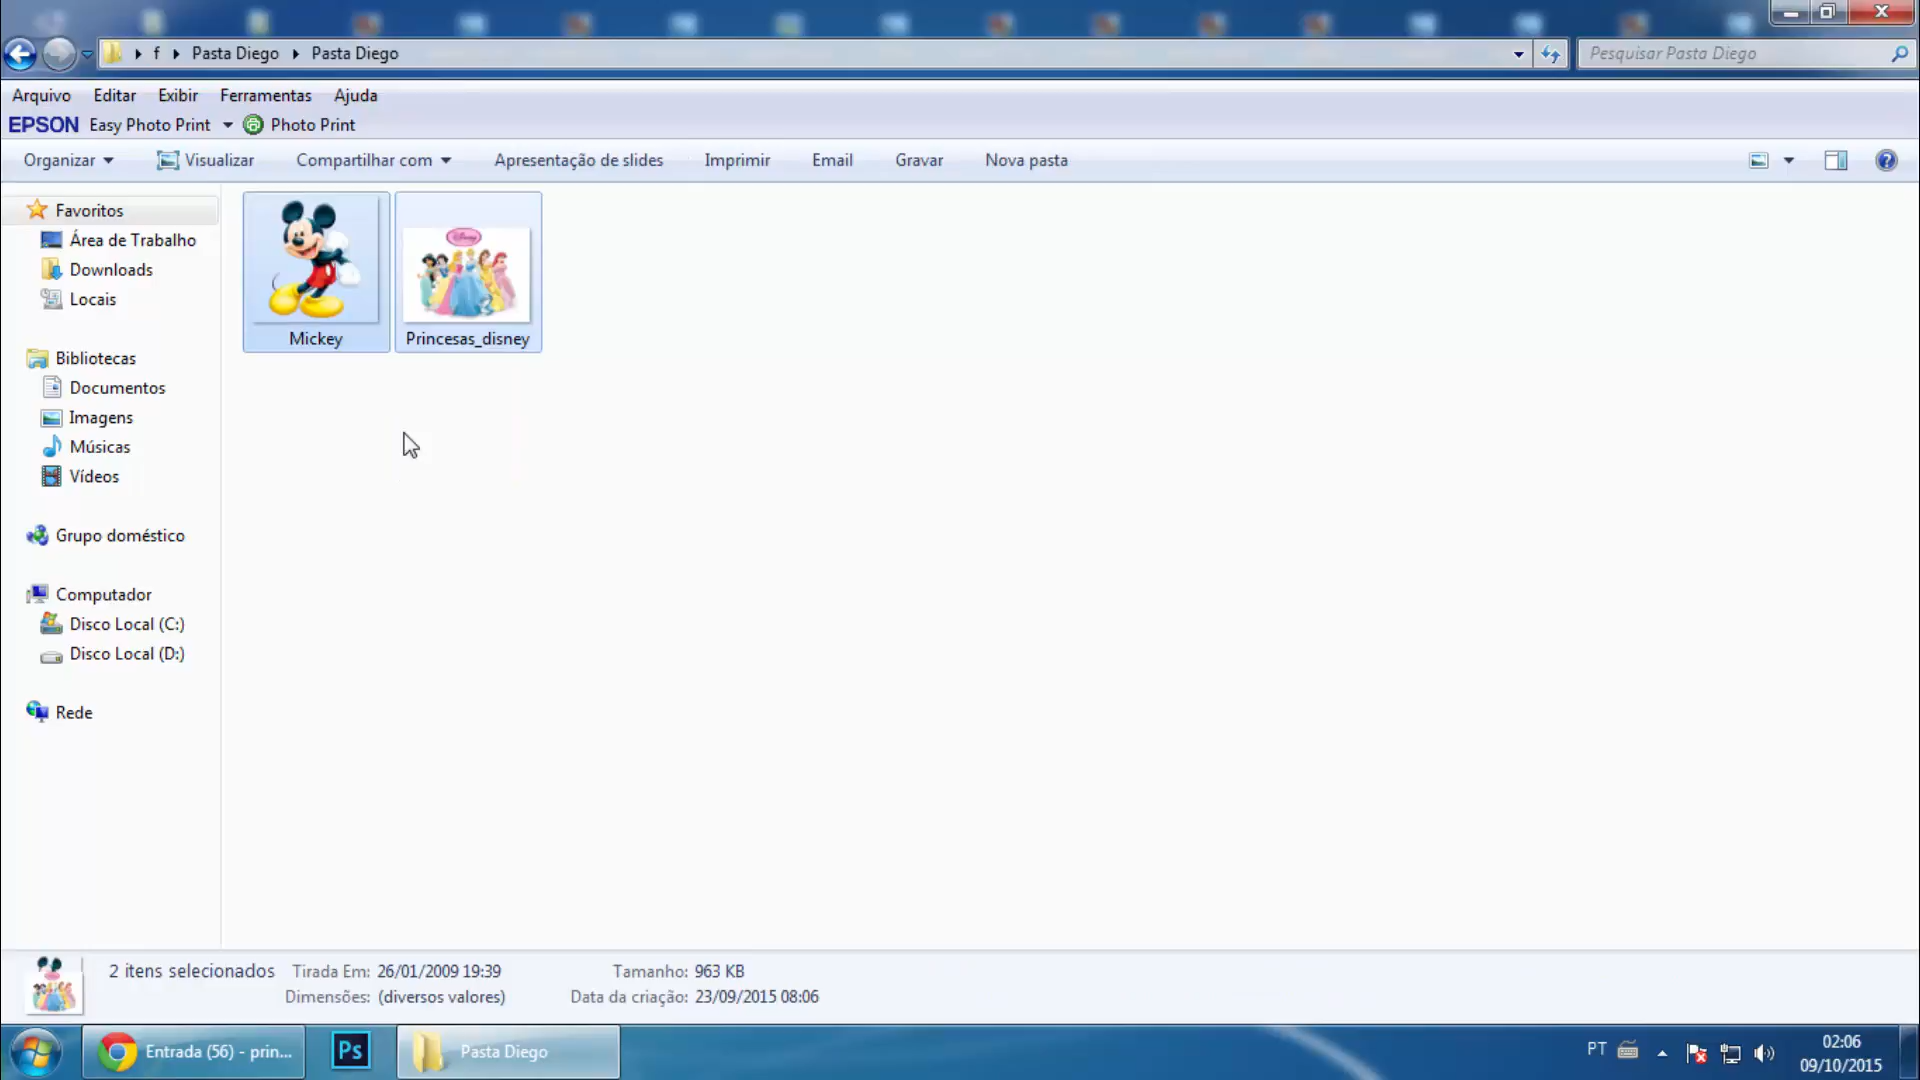 f Pasta Diego Pasta Diego Pesquisar Pasta Diego
Arquivo Editar Exibir Ferramentas Ajuda
EPSON Easy Photo Print Photo Print
Organizar Visualizar Compartilhar com Apresentação de slides Imprimir Email Gravar Nova pasta
Favoritos
Área de Trabalho
Downloads
Locais
Bibliotecas
Documentos
Imagens
Músicas
Vídeos
Grupo doméstico
Computador
Disco Local (C:)
Disco Local (D:)
Rede
Disney
Mickey Princesas_disney
2 itens selecionados Tirada Em: 26/01/2009 19:39 Tamanho: 963 KB
Dimensões: (diversos valores) Data da criação: 23/09/2015 08:06
Entrada (56) - prin... Ps Pasta Diego PT 02:06
09/10/2015